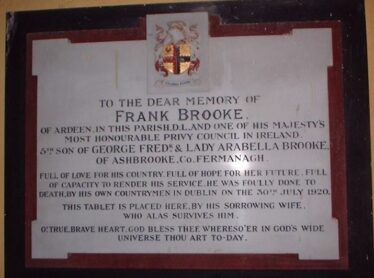 TO THE DEAR MEMORY OF
FRANK BROOKE,
OF ARDEEN, IN THIS PARISH, D.L. AND ONE OF HIS MAJESTY'S
MOST HONOURABLE PRIVY COUNCIL IN IRELAND.
5TH SON OF GEORGE FREDK. & LADY ARABELLA BROOKE,
OF ASHBROOKE, Co. FERMANAGH.
FULL OF LOVE FOR HIS COUNTRY, FULL OF HOPE FOR HER FUTURE, FULL
OF CAPACITY TO RENDER HIS SERVICE, HE WAS FOULLY DONE TO
DEATH, BY HIS OWN COUNTRYMEN IN DUBLIN ON THE 30TH JULY 1920.
THIS TABLET IS PLACED HERE, BY HIS SORROWING WIFE,
WHO ALAS SURVIVES HIM.
O! TRUE, BRAVE HEART, GOD BLESS THEE WHERESO'ER IN GOD'S WIDE
UNIVERSE THOU ART TO-DAY.